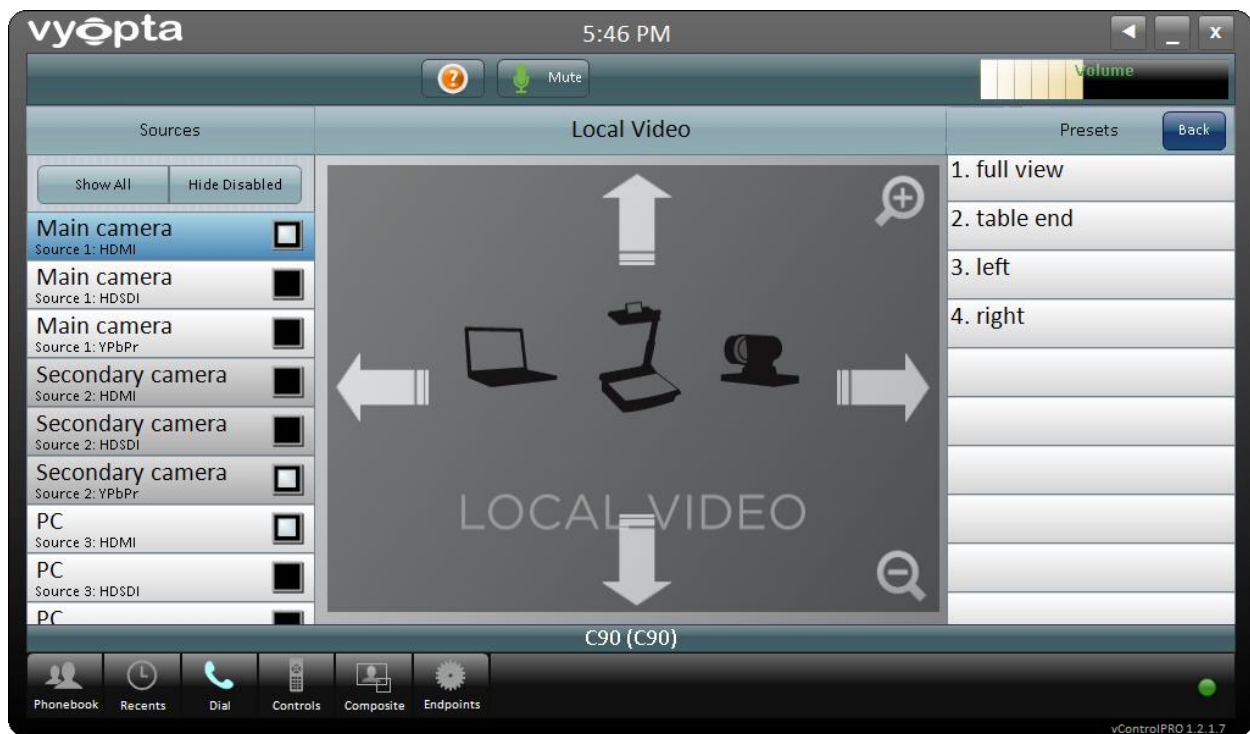 vyopta
5:46 PM
x
?
Mute
Volume
Sources
Local Video
Presets
Back
Show All
Hide Disabled
Main camera
Source 1: HDMI
Main camera
Source 1: HDSDI
Main camera
Source 1: YPbPr
Secondary camera
Source 2: HDMI
Secondary camera
Source 2: HDSDI
Secondary camera
Source 2: YPbPr
PC
Source 3: HDMI
PC
Source 3: HDSDI
PC
LOCAL VIDEO
1. full view
2. table end
3. left
4. right
C90 (C90)
Phonebook
Recents
Dial
Controls
Composite
Endpoints
vControlPRO 1.2.1.7